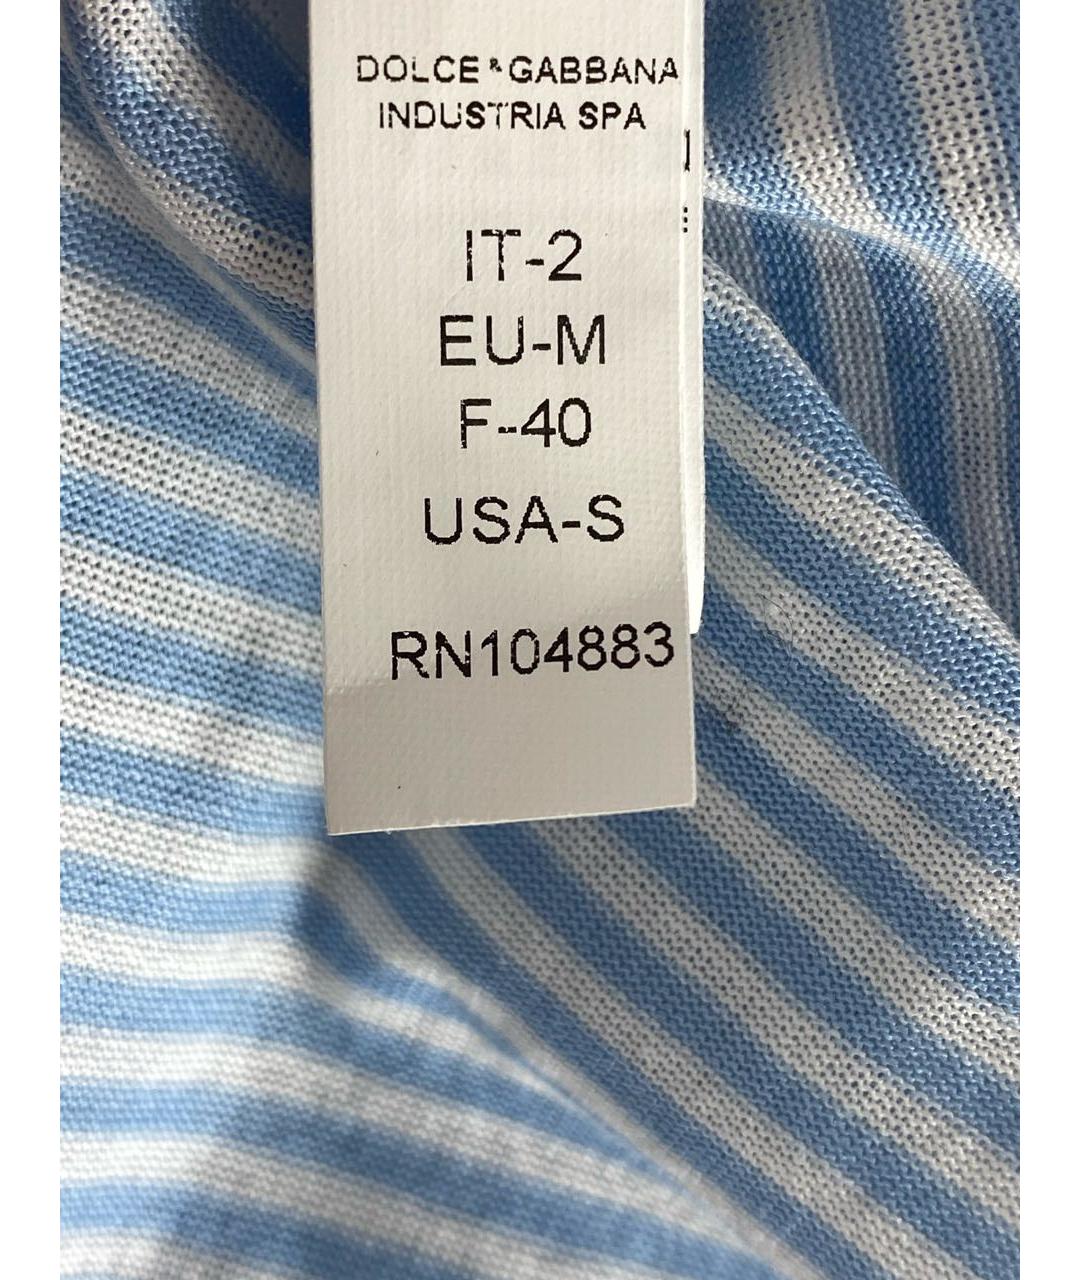 DOLCE & GABBANA
INDUSTRIA SPA
IT-2
EU-M
F-40
USA-S
RN104883